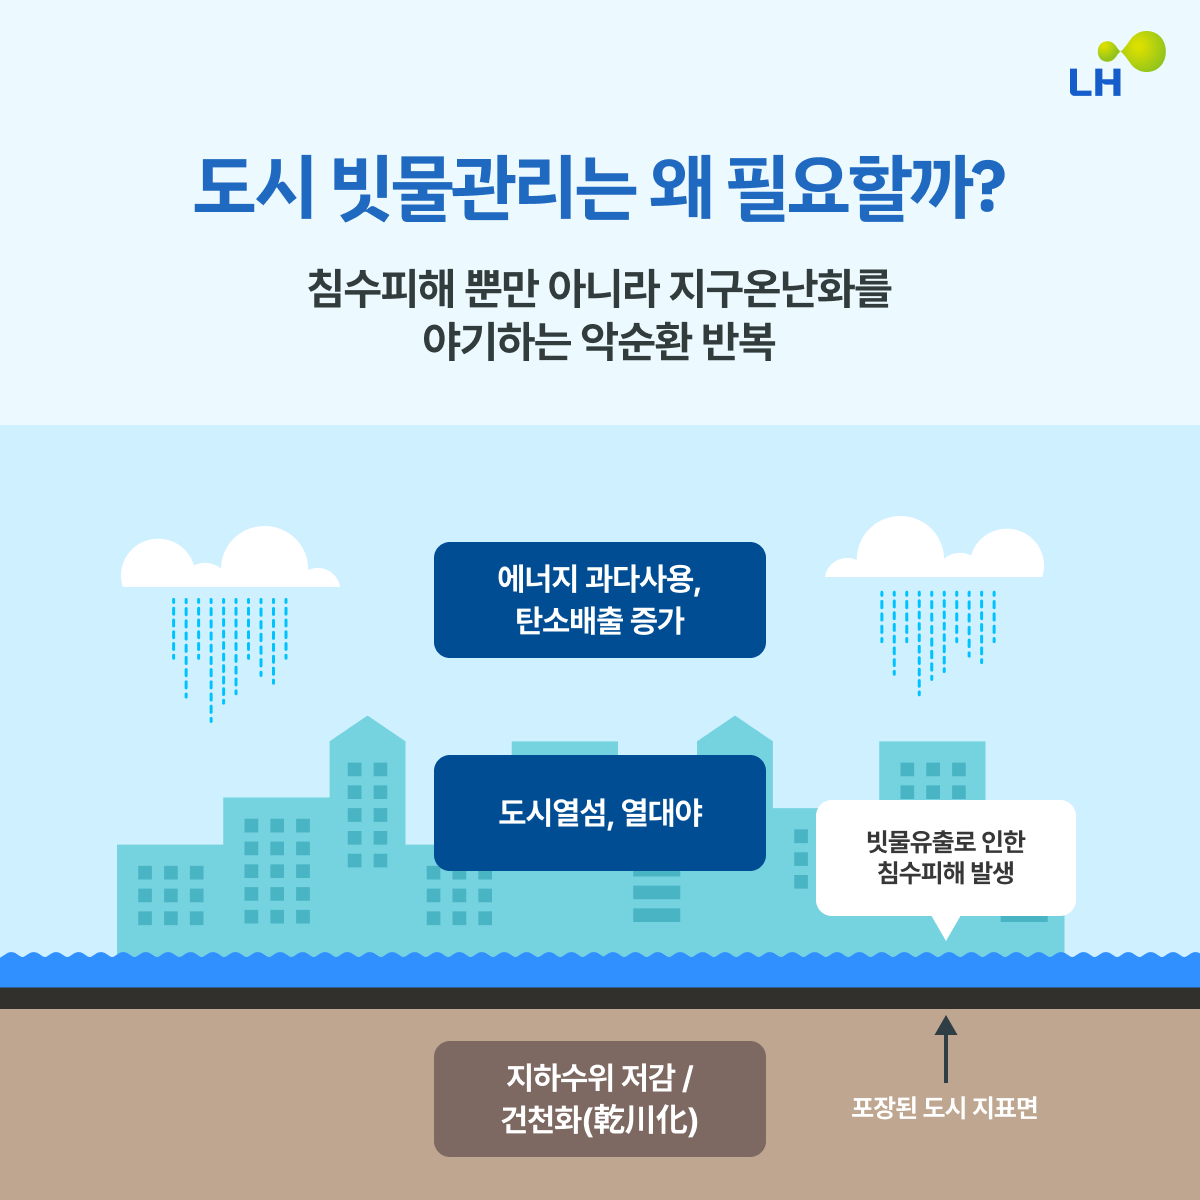 LH
도시 빗물관리는 왜 필요할까?
침수피해 뿐만 아니라 지구온난화를
야기하는 악순환 반복
에너지 과다사용,
탄소배출 증가
도시열섬, 열대야
빗물유출로 인한
침수피해 발생
지하수위 저감 /
건천화(乾川化)
포장된 도시 지표면